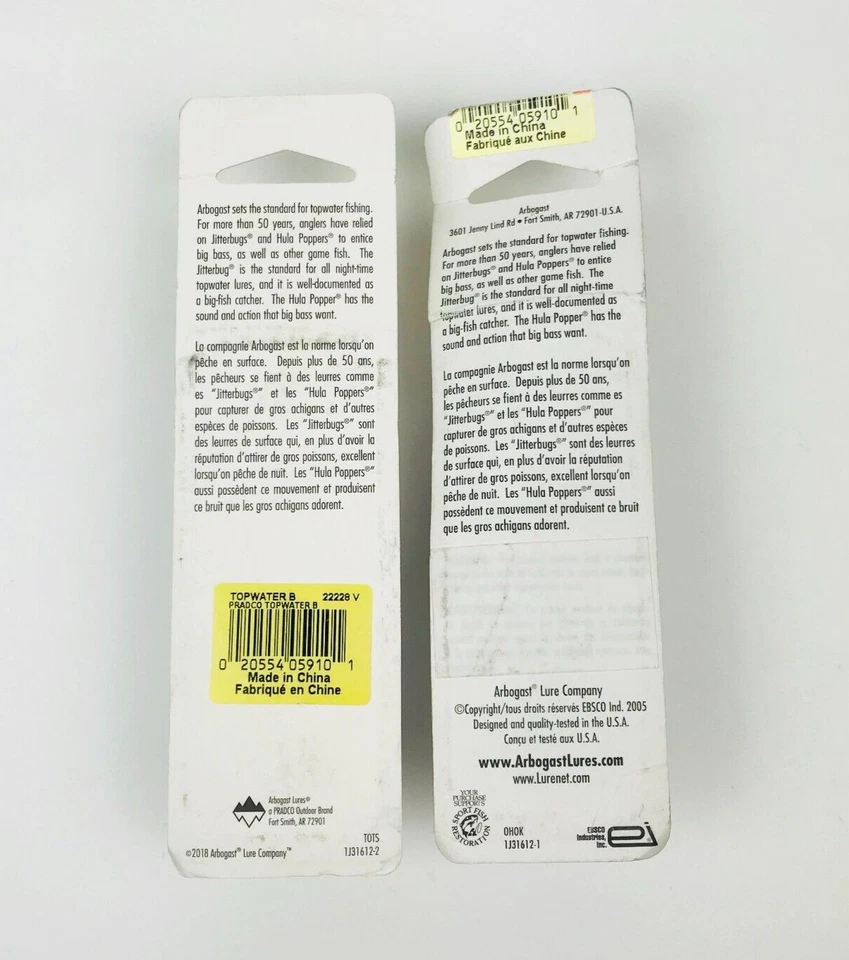 Arbogast sets the standard for topwater fishing.
For more than 50 years, anglers have relied
on Jitterbugs® and Hula Poppers® to entice
big bass, as well as other game fish. The
Jitterbug® is the standard for all night-time
topwater lures, and it is well-documented as
a big-fish catcher. The Hula Popper® has the
sound and action that big bass want.
La compagnie Arbogast est la norme lorsqu'on
pêche en surface. Depuis plus de 50 ans,
les pêcheurs se fient à des leurres comme
es "Jitterbugs®" et les "Hula Poppers®"
pour capturer de gros achigans et d'autres
espèces de poissons. Les "Jitterbugs®" sont
des leurres de surface qui, en plus d'avoir la
réputation d'attirer de gros poissons, excellent
lorsqu'on pêche de nuit. Les "Hula Poppers®"
aussi possèdent ce mouvement et produisent
ce bruit que les gros achigans adorent.
TOPWATER B 22228 V
PRADCO TOPWATER B
0 20554 05910 1
Made in China
Fabriqué en Chine
Arbogast Lures®
a PRADCO Outdoor Brand
Fort Smith, AR 72901
TOTS
©2018 Arbogast® Lure Company™ 1J31612-2
0 20554 05910 1
Made in China
Fabriqué aux Chine
Arbogast
3601 Jenny Lind Rd • Fort Smith, AR 72901-U.S.A.
Arbogast sets the standard for topwater fishing.
For more than 50 years, anglers have relied
on Jitterbugs® and Hula Poppers® to entice
big bass, as well as other game fish. The
Jitterbug® is the standard for all night-time
topwater lures, and it is well-documented as
a big-fish catcher. The Hula Popper® has the
sound and action that big bass want.
La compagnie Arbogast est la norme lorsqu'on
pêche en surface. Depuis plus de 50 ans,
les pêcheurs se fient à des leurres comme es
"Jitterbugs®" et les "Hula Poppers®" pour
capturer de gros achigans et d'autres espèces
de poissons. Les "Jitterbugs®" sont des leurres
de surface qui, en plus d'avoir la réputation
d'attirer de gros poissons, excellent lorsqu'on
pêche de nuit. Les "Hula Poppers®" aussi
possèdent ce mouvement et produisent ce bruit
que les gros achigans adorent.
Arbogast® Lure Company
©Copyright/tous droits réservés EBSCO Ind. 2005
Designed and quality-tested in the U.S.A.
Conçu et testé aux U.S.A.
www.ArbogastLures.com
www.Lurenet.com
YOUR
PURCHASE
SUPPORTS
SPORT FISH
RESTORATION
OHOK
1J31612-1
EBSCO
Industries,
Inc.
ei